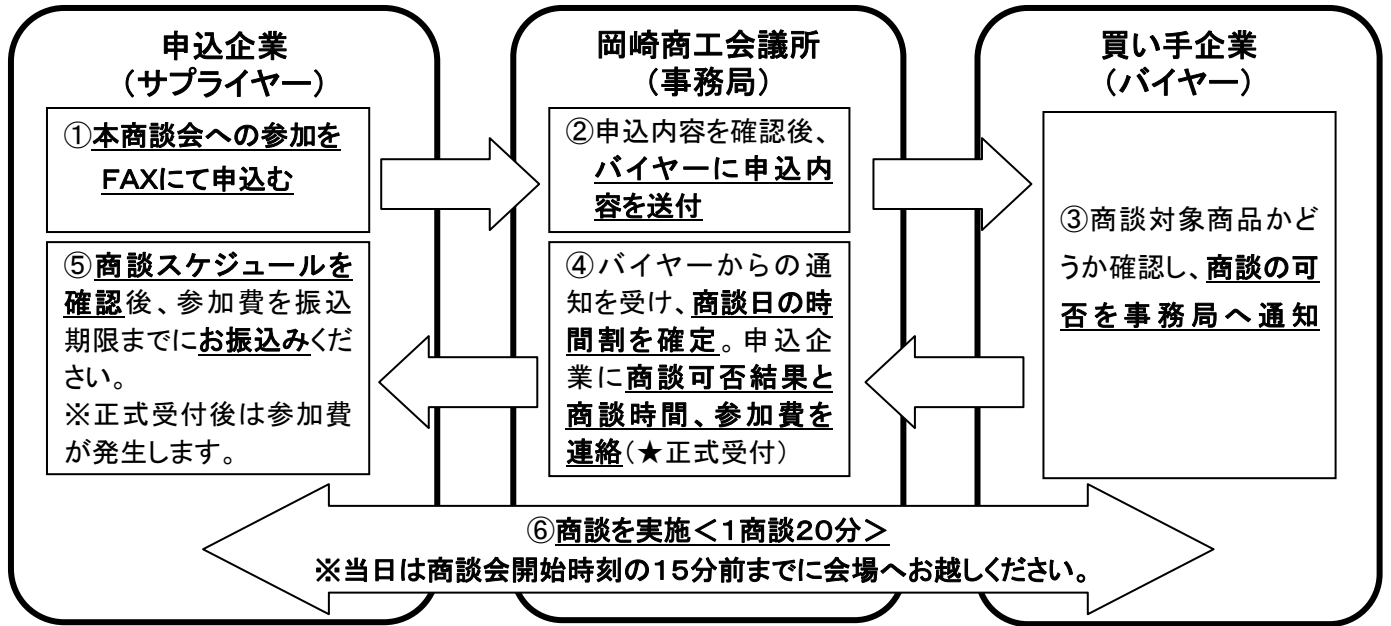 申込企業
(サプライヤー)
①本商談会への参加を
FAXにて申込む
⑤商談スケジュールを
確認後、参加費を振込
期限までにお振込みくだ
さい。
※正式受付後は参加費
が発生します。
岡崎商工会議所
(事務局)
②申込内容を確認後、
バイヤーに申込内
容を送付
④バイヤーからの通
知を受け、商談日の時
間割を確定。申込企
業に商談可否結果と
商談時間、参加費を
連絡(★正式受付)
買い手企業
(バイヤー)
③商談対象商品かど
うか確認し、商談の可
否を事務局へ通知
⑥商談を実施<1商談20分>
※当日は商談会開始時刻の15分前までに会場へお越しください。